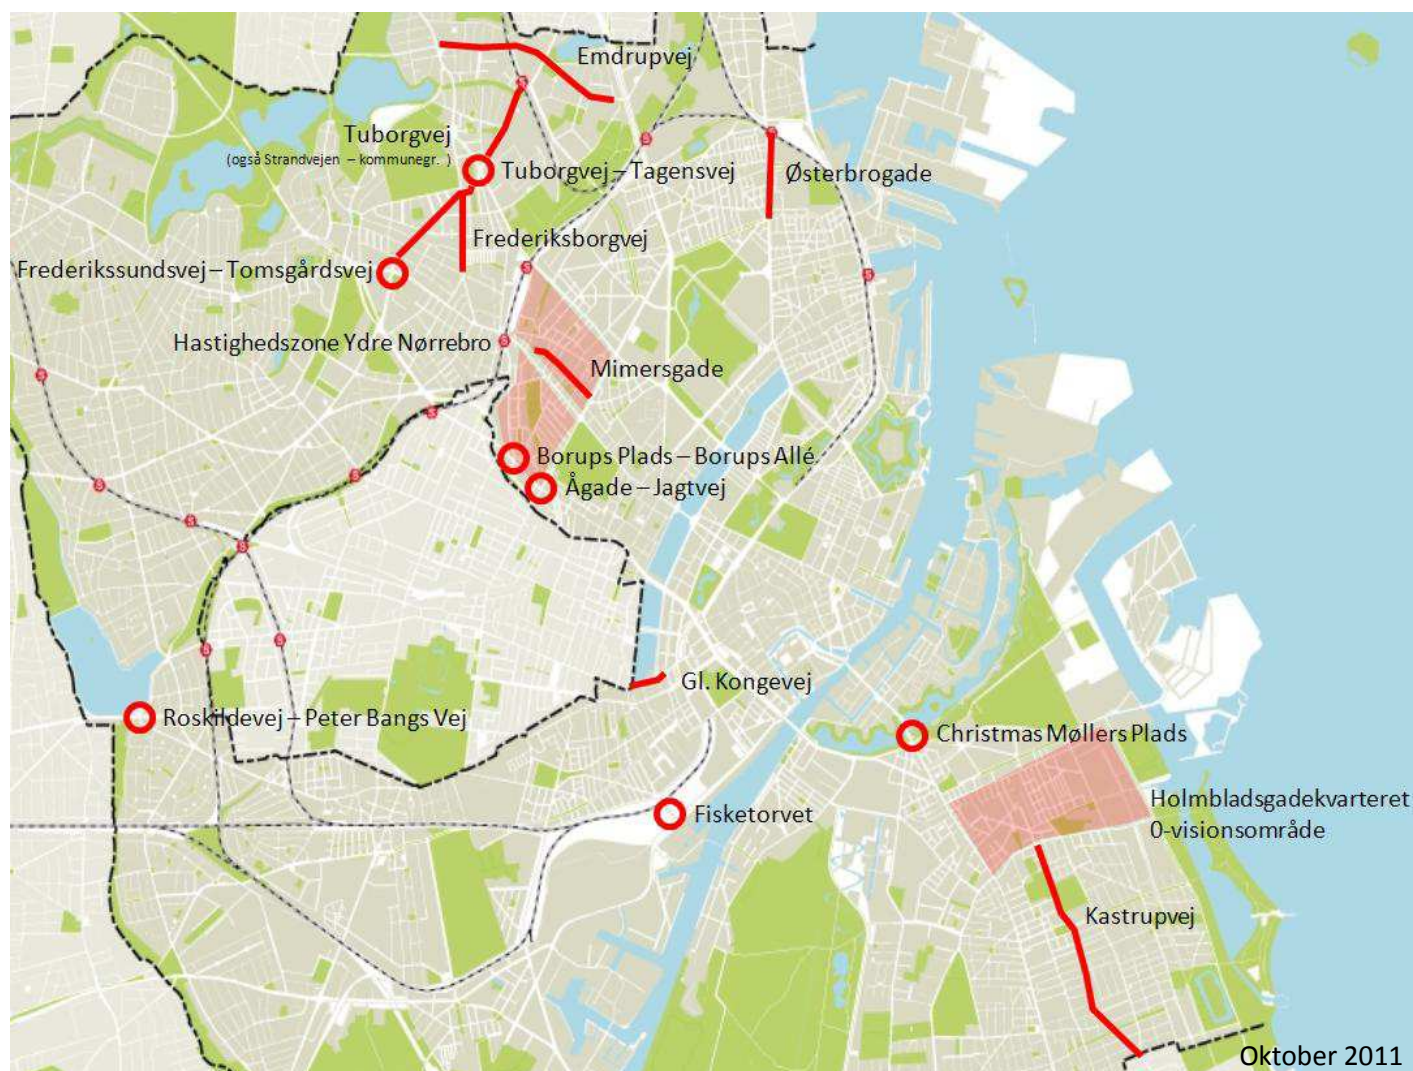 Emdrupvej
Tuborgvej
(også Strandvejen – kommunegr. )
Tuborgvej – Tagensvej
Østerbrogade
Frederiksborgvej
Frederikssundsvej – Tomsgårdsvej
Hastighedszone Ydre Nørrebro
Mimersgade
Borups Plads – Borups Allé
Ågade – Jagtvej
Gl. Kongevej
Roskildevej – Peter Bangs Vej
Christmas Møllers Plads
Holmbladsgadekvarteret
0-visionsområde
Fisketorvet
Kastrupvej
Oktober 2011